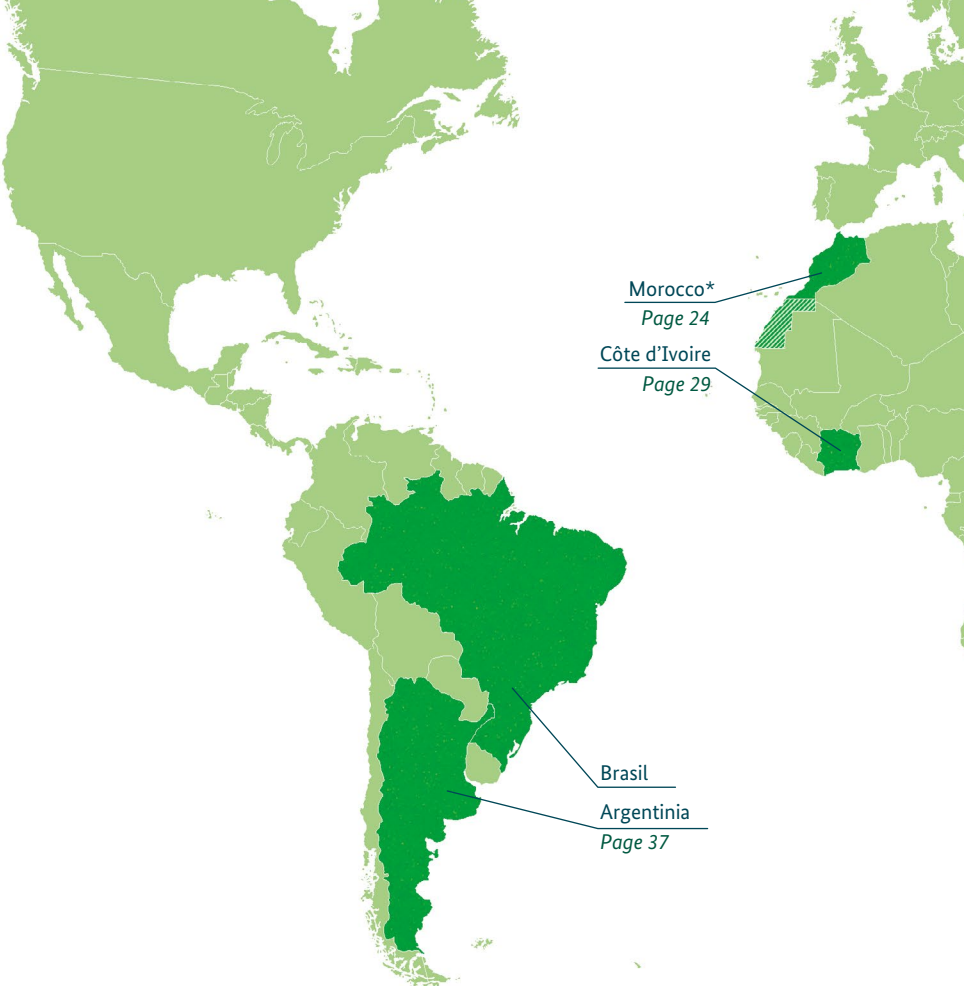 Morocco*
Page 24
Côte d’Ivoire
Page 29
Brasil
Argentinia
Page 37